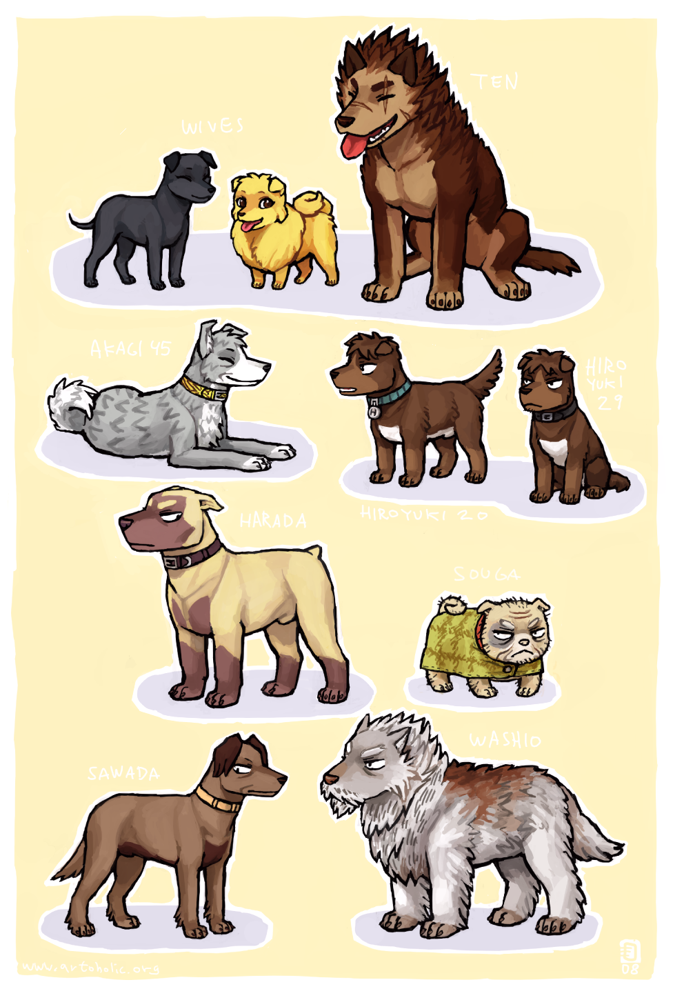 TEN
WIVES
AKAGI 45
HIRO
YUKI
29
HIROYUKI 20
HARADA
SOUGA
WASHIO
SAWADA
www.artoholic.org
08